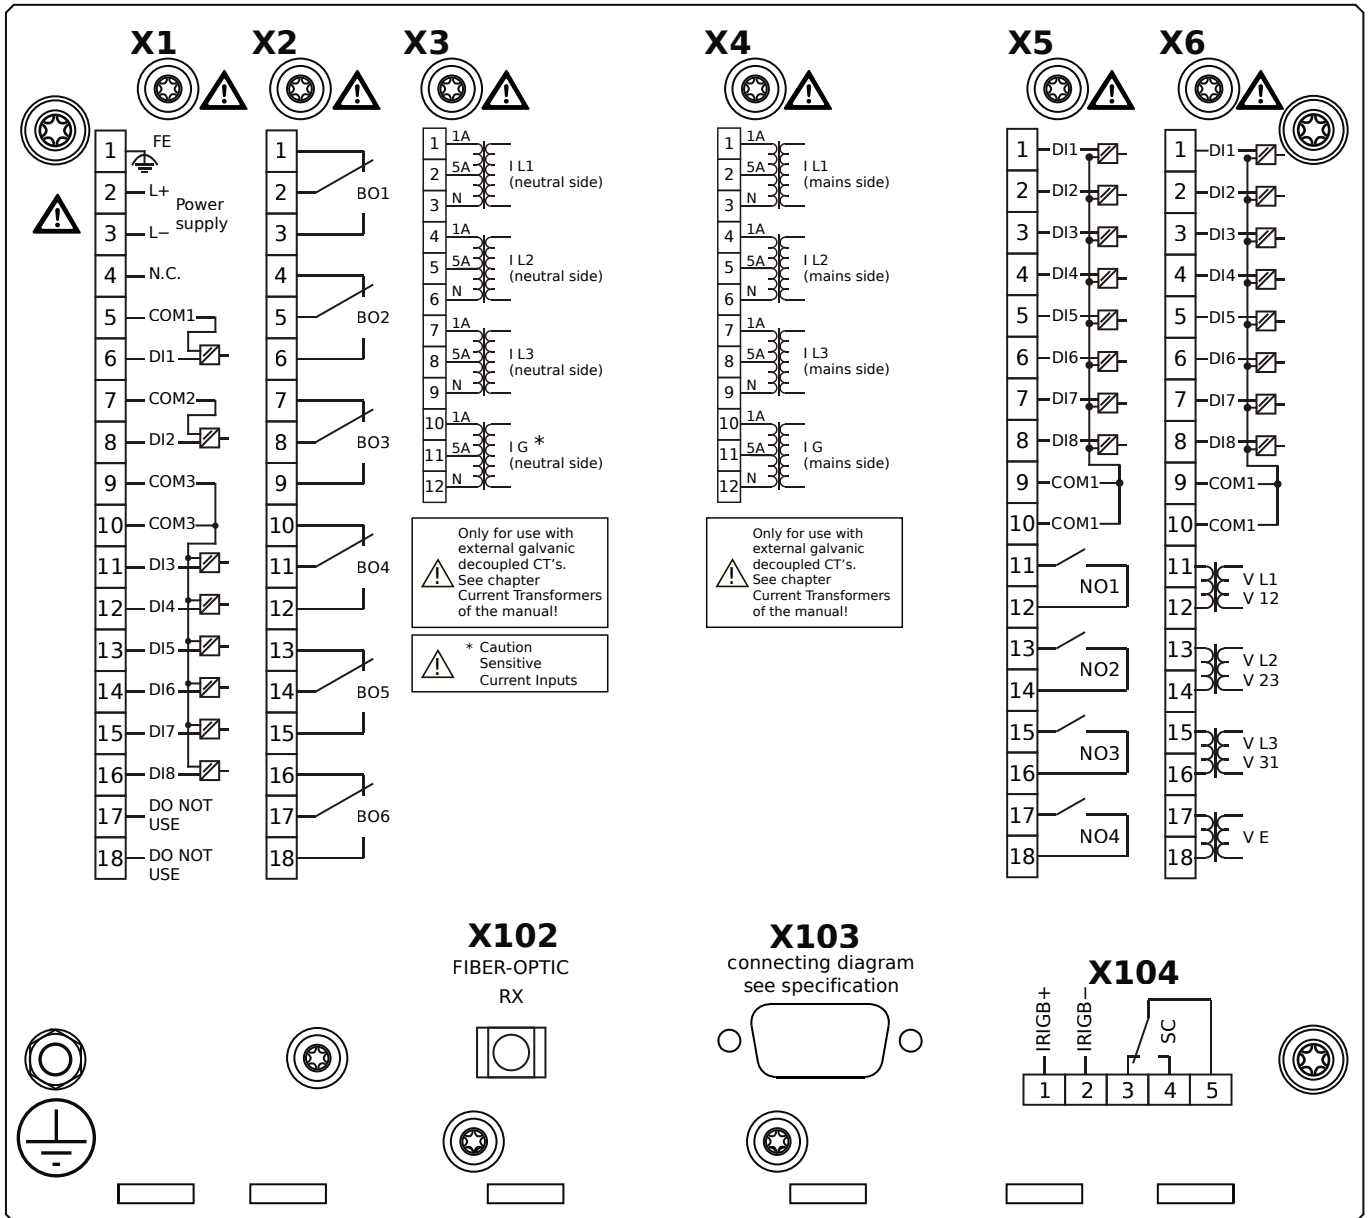 X1 X2 X3 X4 X5 X6
1 FE
2 L+
Power
supply
3 L−
4 N.C.
5 COM1
6 DI1
7 COM2
8 DI2
9 COM3
10 COM3
11 DI3
12 DI4
13 DI5
14 DI6
15 DI7
16 DI8
17 DO NOT
USE
18 DO NOT
USE
1
2 BO1
3
4
5 BO2
6
7
8 BO3
9
10
11 BO4
12
13
14 BO5
15
16
17 BO6
18
1 1A
2 5A
3 N
I L1
(neutral side)
4 1A
5 5A
6 N
I L2
(neutral side)
7 1A
8 5A
9 N
I L3
(neutral side)
10 1A
11 5A
12 N
I G *
(neutral side)
Only for use with
external galvanic
decoupled CT’s.
See chapter
Current Transformers
of the manual!
* Caution
Sensitive
Current Inputs
1 1A
2 5A
3 N
I L1
(mains side)
4 1A
5 5A
6 N
I L2
(mains side)
7 1A
8 5A
9 N
I L3
(mains side)
10 1A
11 5A
12 N
I G
(mains side)
Only for use with
external galvanic
decoupled CT’s.
See chapter
Current Transformers
of the manual!
1 DI1
2 DI2
3 DI3
4 DI4
5 DI5
6 DI6
7 DI7
8 DI8
9 COM1
10 COM1
11
NO1
12
13
NO2
14
15
NO3
16
17
NO4
18
1 DI1
2 DI2
3 DI3
4 DI4
5 DI5
6 DI6
7 DI7
8 DI8
9 COM1
10 COM1
11 V L1
12 V 12
13 V L2
14 V 23
15 V L3
16 V 31
17
V E
18
X102
FIBER-OPTIC
RX
X103
connecting diagram
see specification
X104
IRIGB+
IRIGB−
SC
1 2 3 4 5